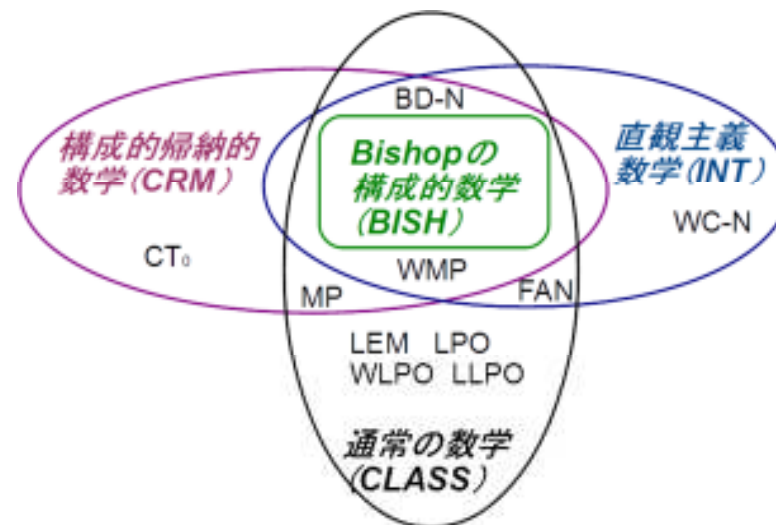 BD-N
構成的帰納的
数学(CRM)
Bishopの
構成的数学
(BISH)
直観主義
数学(INT)
WC-N
CT₀
WMP
MP
FAN
LEM LPO
WLPO LLPO
通常の数学
(CLASS)